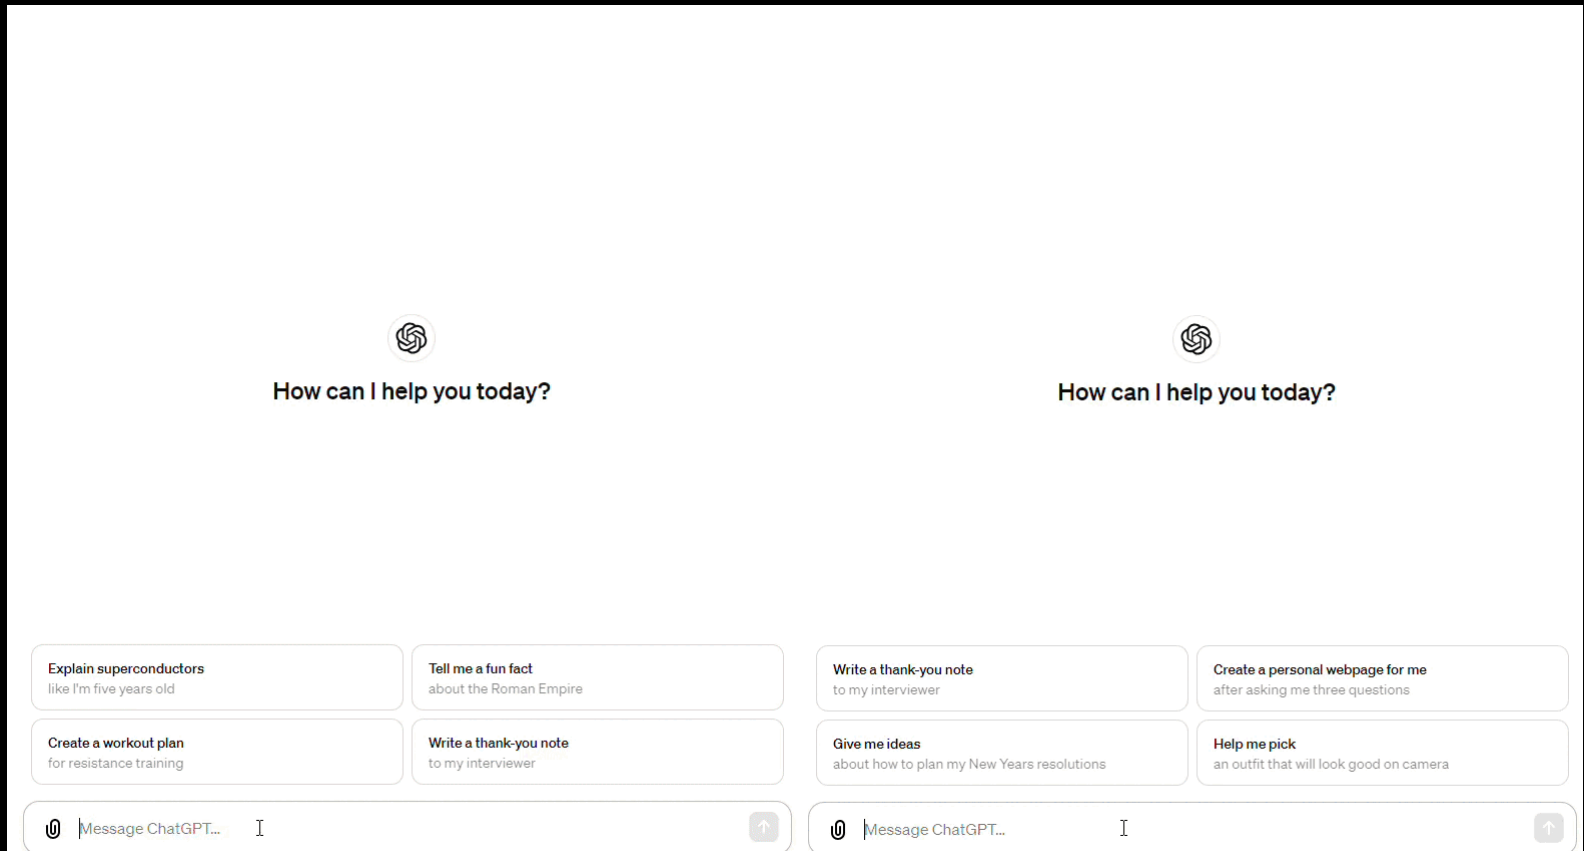 How can I help you today?
Explain superconductors
like I'm five years old
Tell me a fun fact
about the Roman Empire
Create a workout plan
for resistance training
Write a thank-you note
to my interviewer
Message ChatGPT...
How can I help you today?
Write a thank-you note
to my interviewer
Create a personal webpage for me
after asking me three questions
Give me ideas
about how to plan my New Years resolutions
Help me pick
an outfit that will look good on camera
Message ChatGPT...